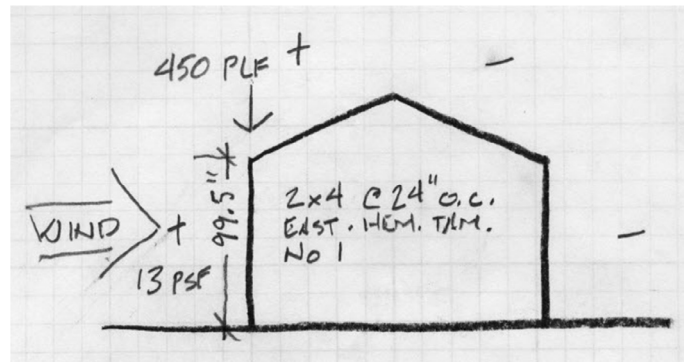 450 PLF +
-
99.5"
2x4 @ 24" O.C.
EAST. HEM. TAM.
NO 1
WIND +
13 PSF
-